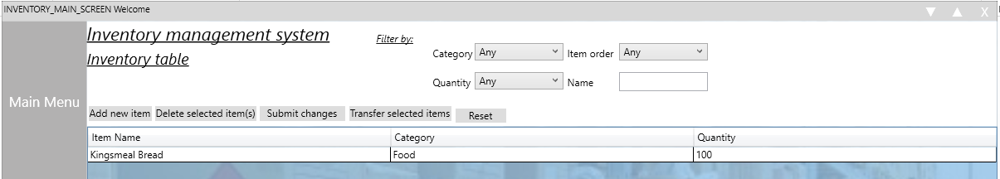 INVENTORY_MAIN_SCREEN Welcome
X
Main Menu
Inventory management system
Inventory table
Filter by:
Category Any Item order Any
Quantity Any Name
Add new item Delete selected item(s) Submit changes Transfer selected items Reset
Item Name Category Quantity
Kingsmeal Bread Food 100